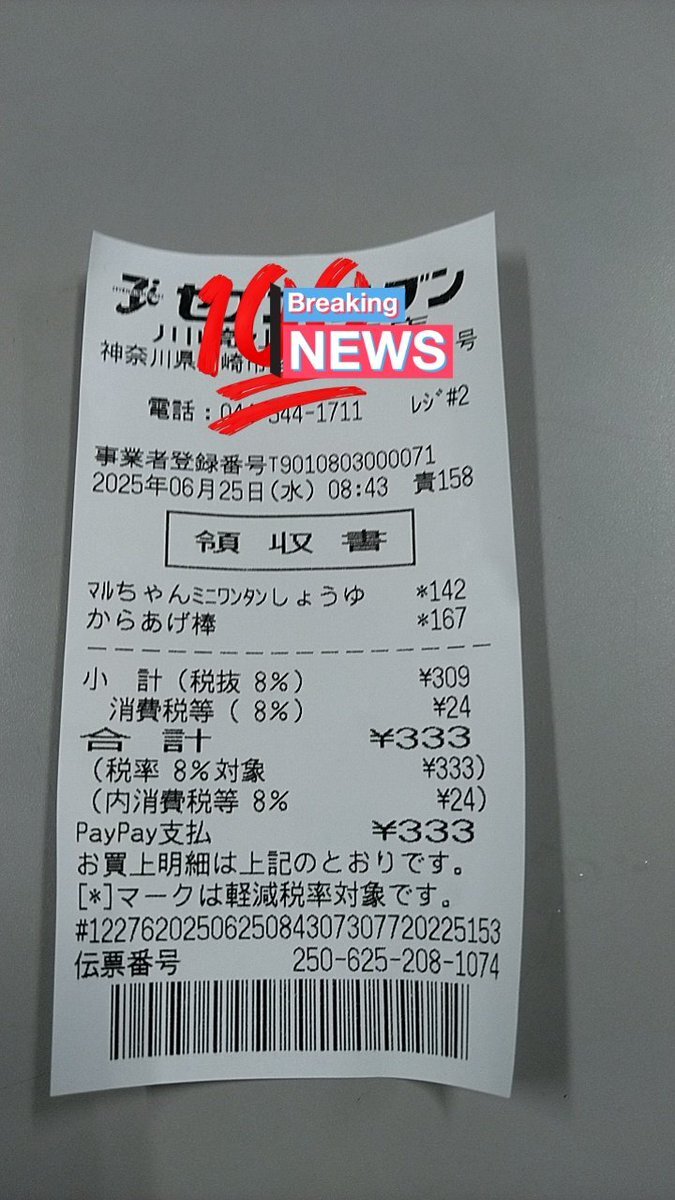 Breaking
NEWS
神奈川県 崎市 号
電話: 44-1711 レジ#2
事業者登録番号T9010803000071
2025年06月25日(水) 08:43 責158
領収書
マルちゃんミニワンタンしょうゆ *142
からあげ棒 *167
小 計(税抜 8%) ¥309
消費税等( 8%) ¥24
合計 ¥333
(税率 8%対象 ¥333)
(内消費税等 8% ¥24)
PayPay支払 ¥333
お買上明細は上記のとおりです。
[*]マークは軽減税率対象です。
#122762025062508430730772022515​3
伝票番号 250-625-208-1074